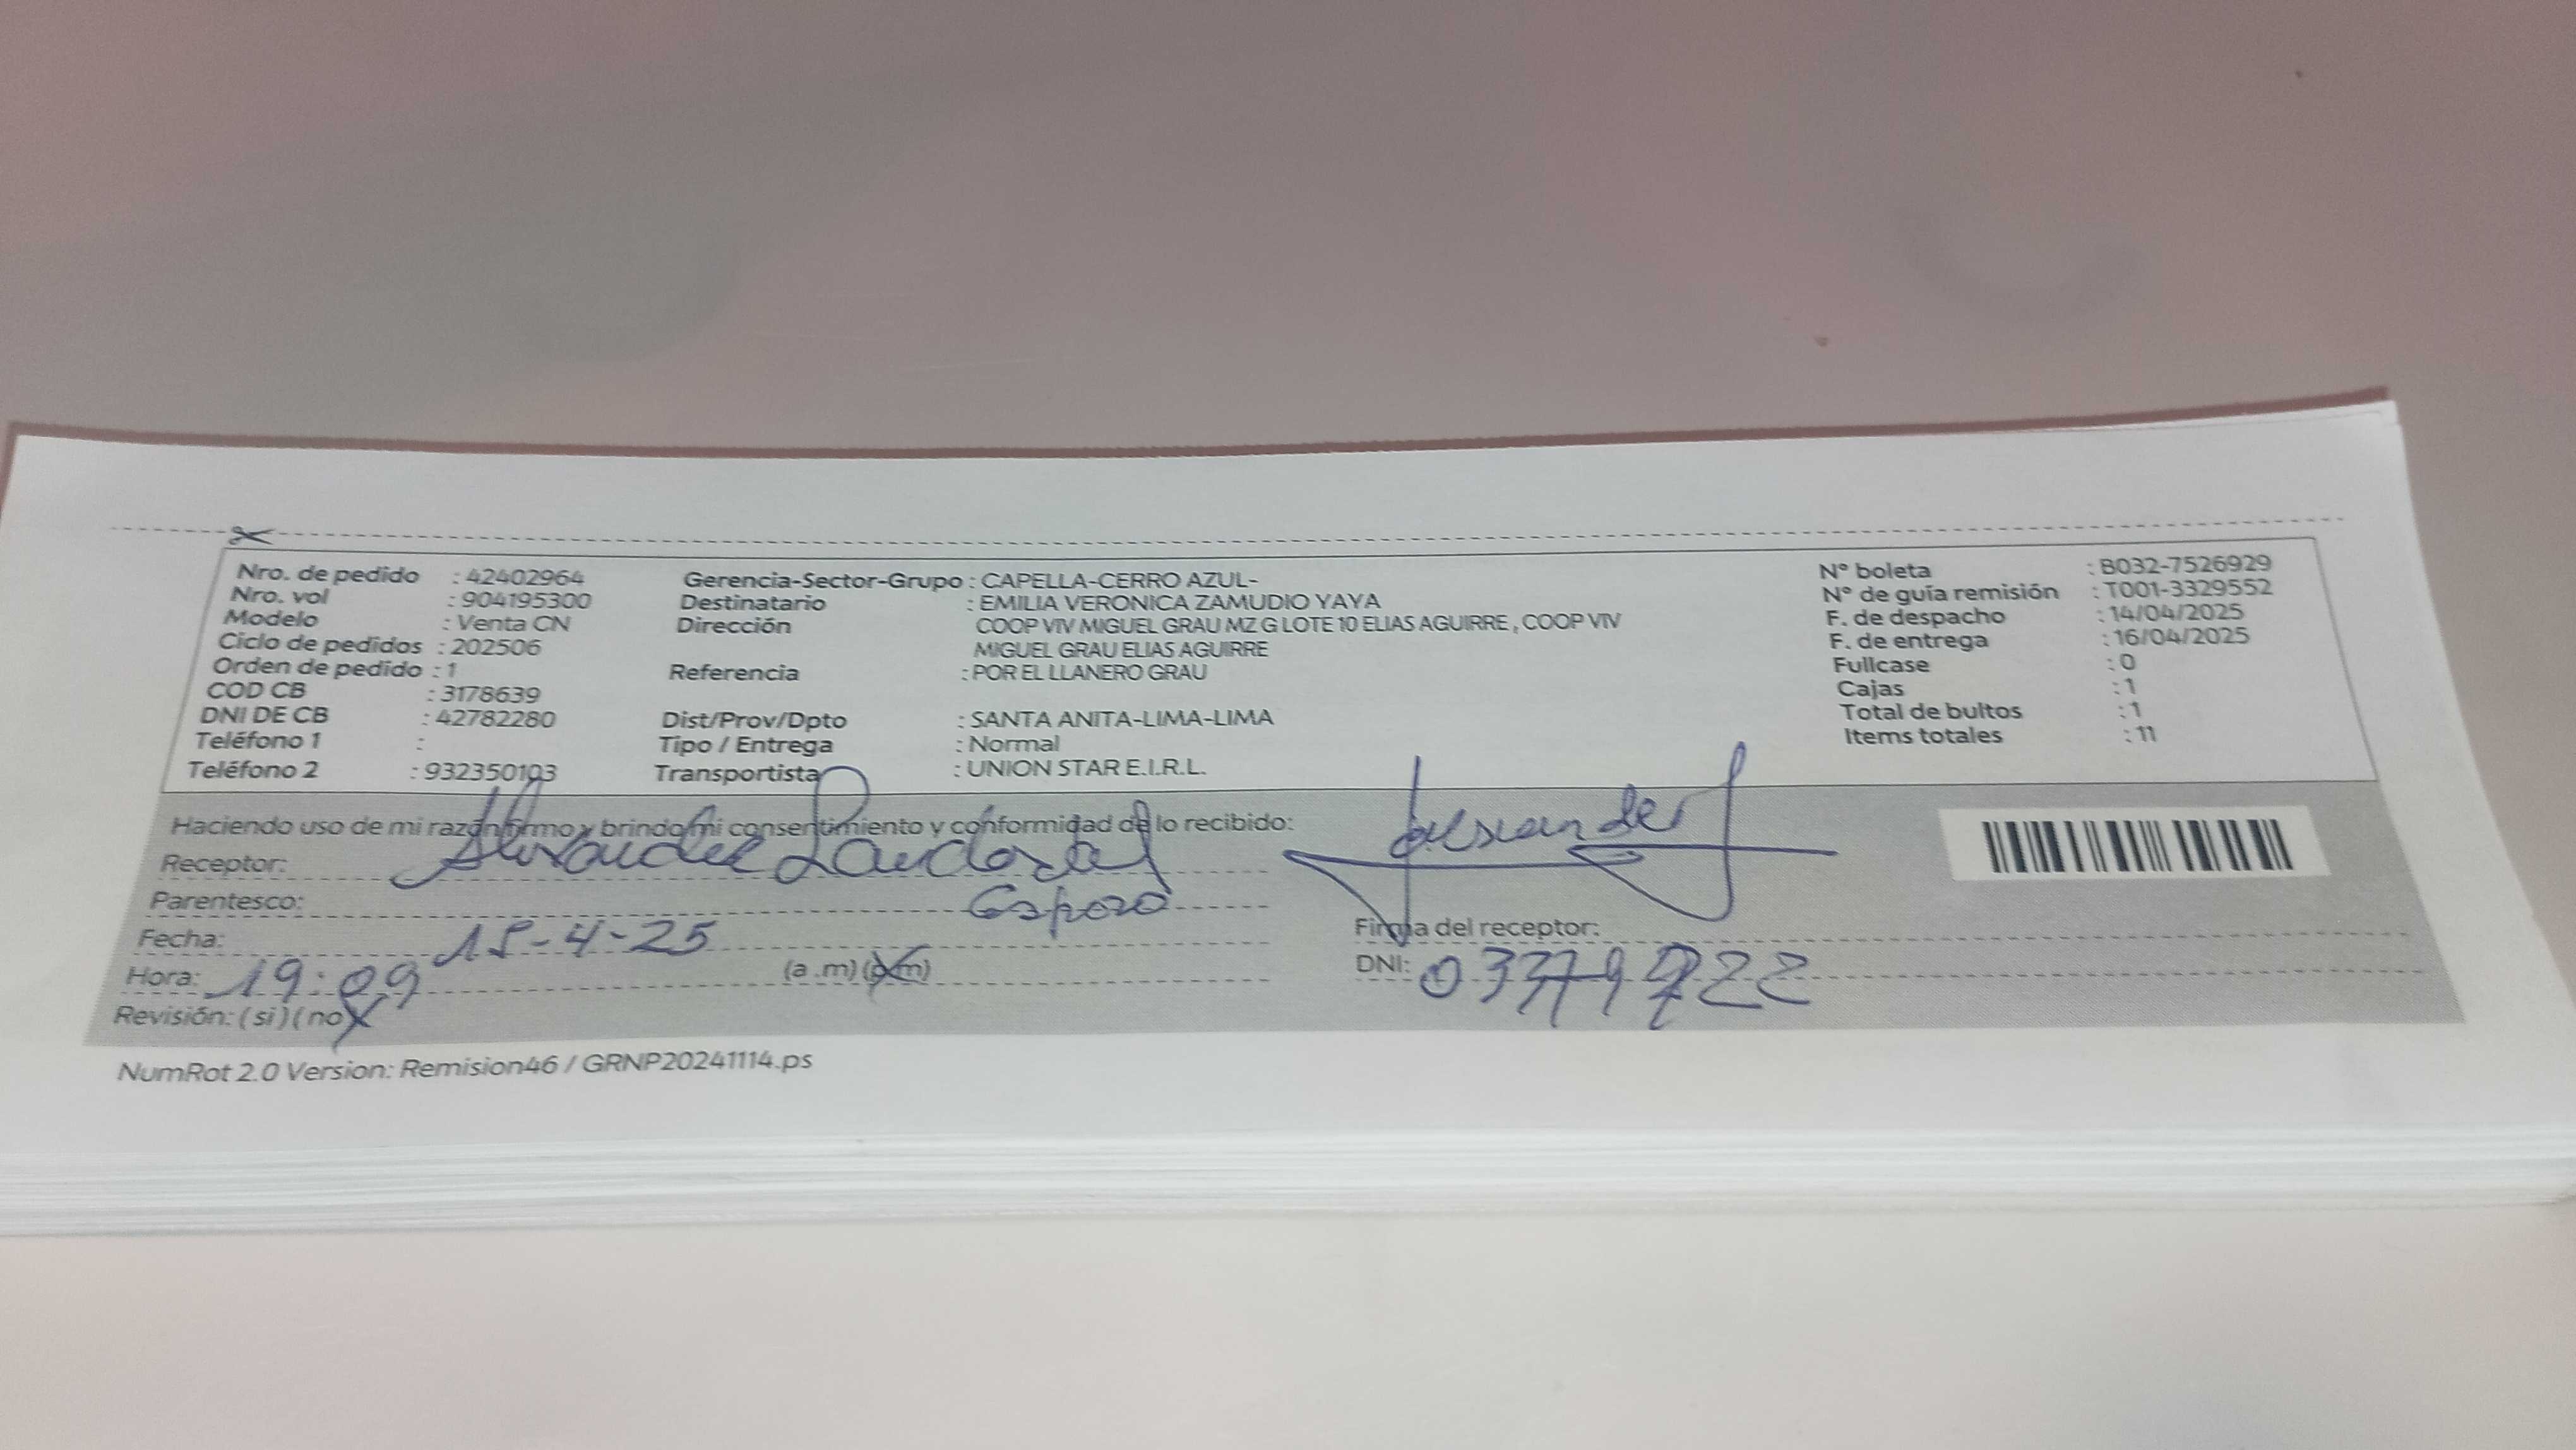 Nro. de pedido : 42402964
Nro. vol : 904195300
Modelo : Venta CN
Ciclo de pedidos : 202506
Orden de pedido : 1
COD CB : 3178639
DNI DE CB : 42782280
Teléfono 1 :
Teléfono 2 : 932350103
Gerencia-Sector-Grupo : CAPELLA-CERRO AZUL-
Destinatario : EMILIA VERONICA ZAMUDIO YAYA
Dirección COOP VIV MIGUEL GRAU MZ G LOTE 10 ELIAS AGUIRRE , COOP VIV
MIGUEL GRAU ELIAS AGUIRRE
Referencia : POR EL LLANERO GRAU
Dist/Prov/Dpto : SANTA ANITA-LIMA-LIMA
Tipo / Entrega : Normal
Transportista : UNION STAR E.I.R.L.
N° boleta : B032-7526929
N° de guía remisión : T001-3329552
F. de despacho : 14/04/2025
F. de entrega : 16/04/2025
Fullcase : 0
Cajas : 1
Total de bultos : 1
Items totales : 11
Haciendo uso de mi razón firmo y brindo mi consentimiento y conformidad de lo recibido:
Receptor: Alexander
Parentesco: Esposo
Fecha: 15-4-25
Hora: 19:09 (a .m) (p.m)
Revisión: ( si ) ( no
Alexander
Firma del receptor:
DNI:
NumRot 2.0 Version: Remision46 / GRNP20241114.ps